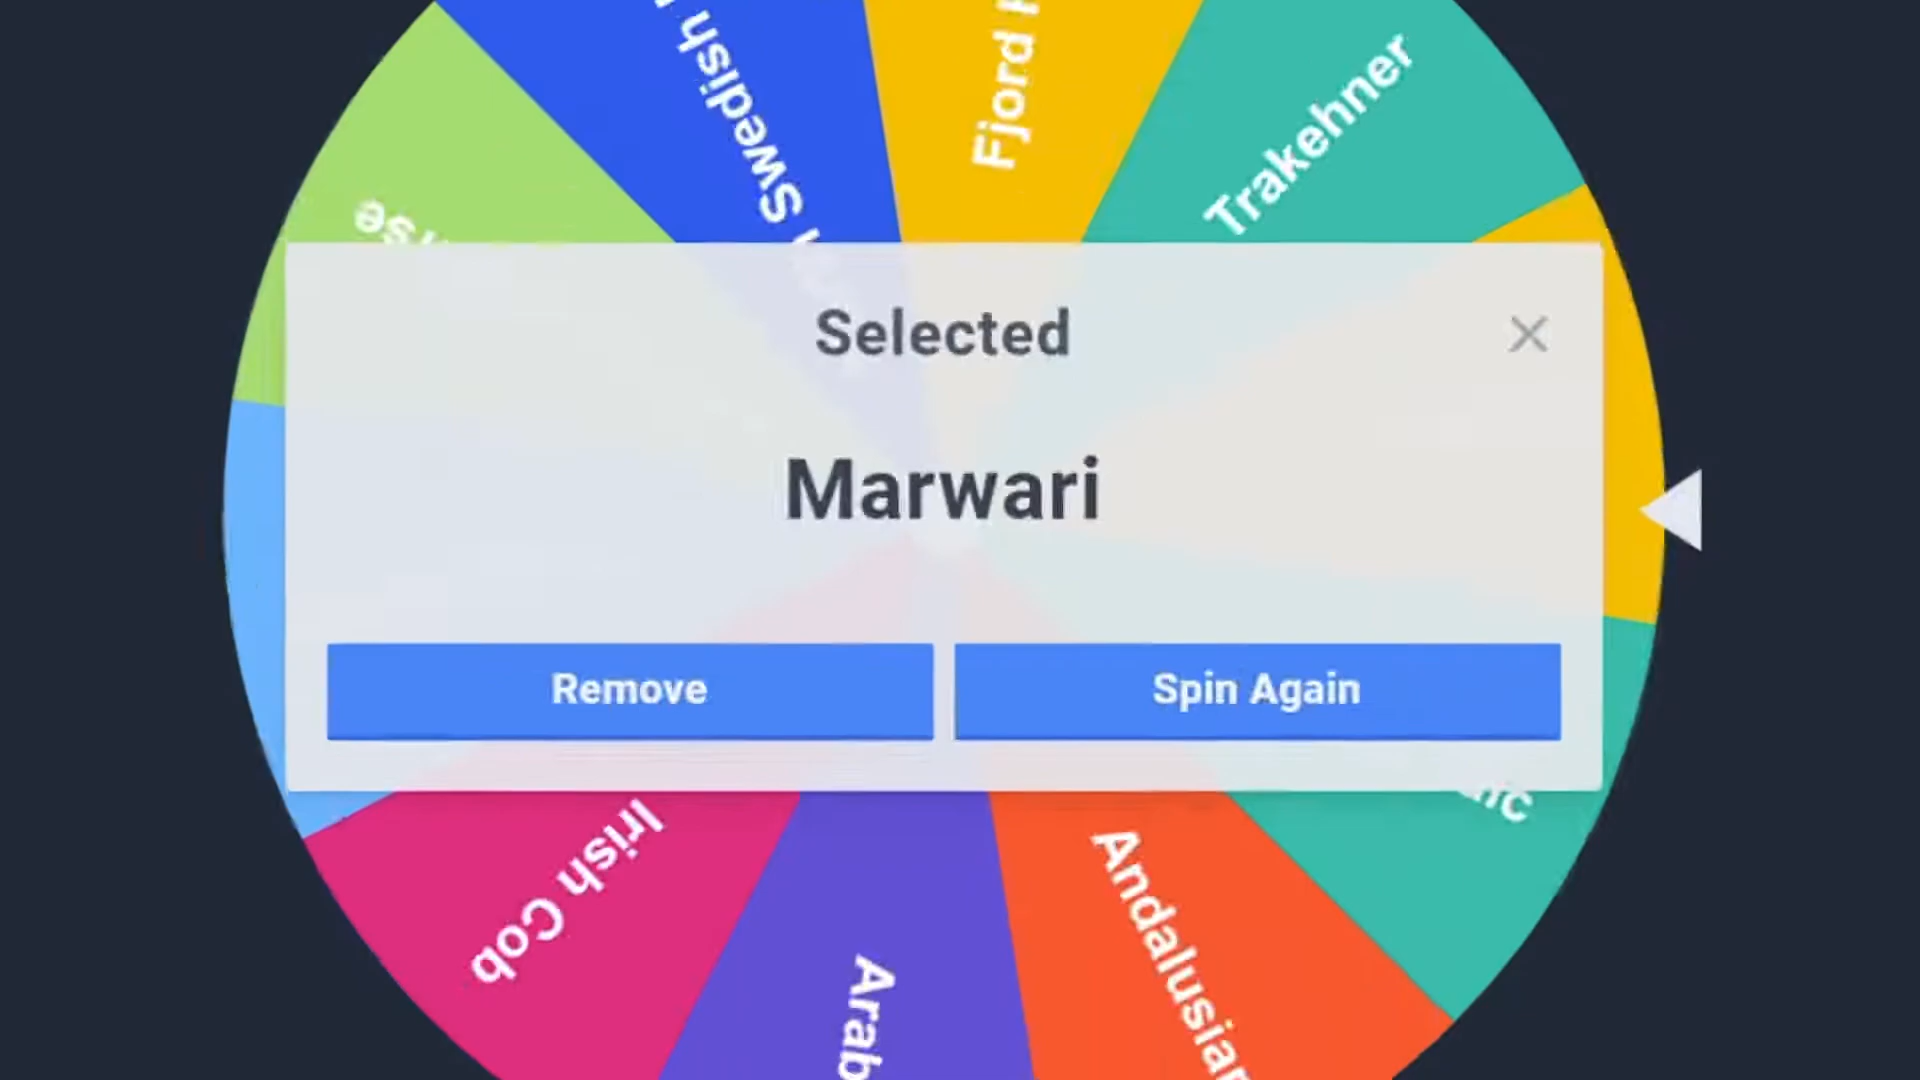 Swedish
Fjord
Trakehner
Selected
Marwari
Remove
Spin Again
Irish Cob
Arab
Andalusian